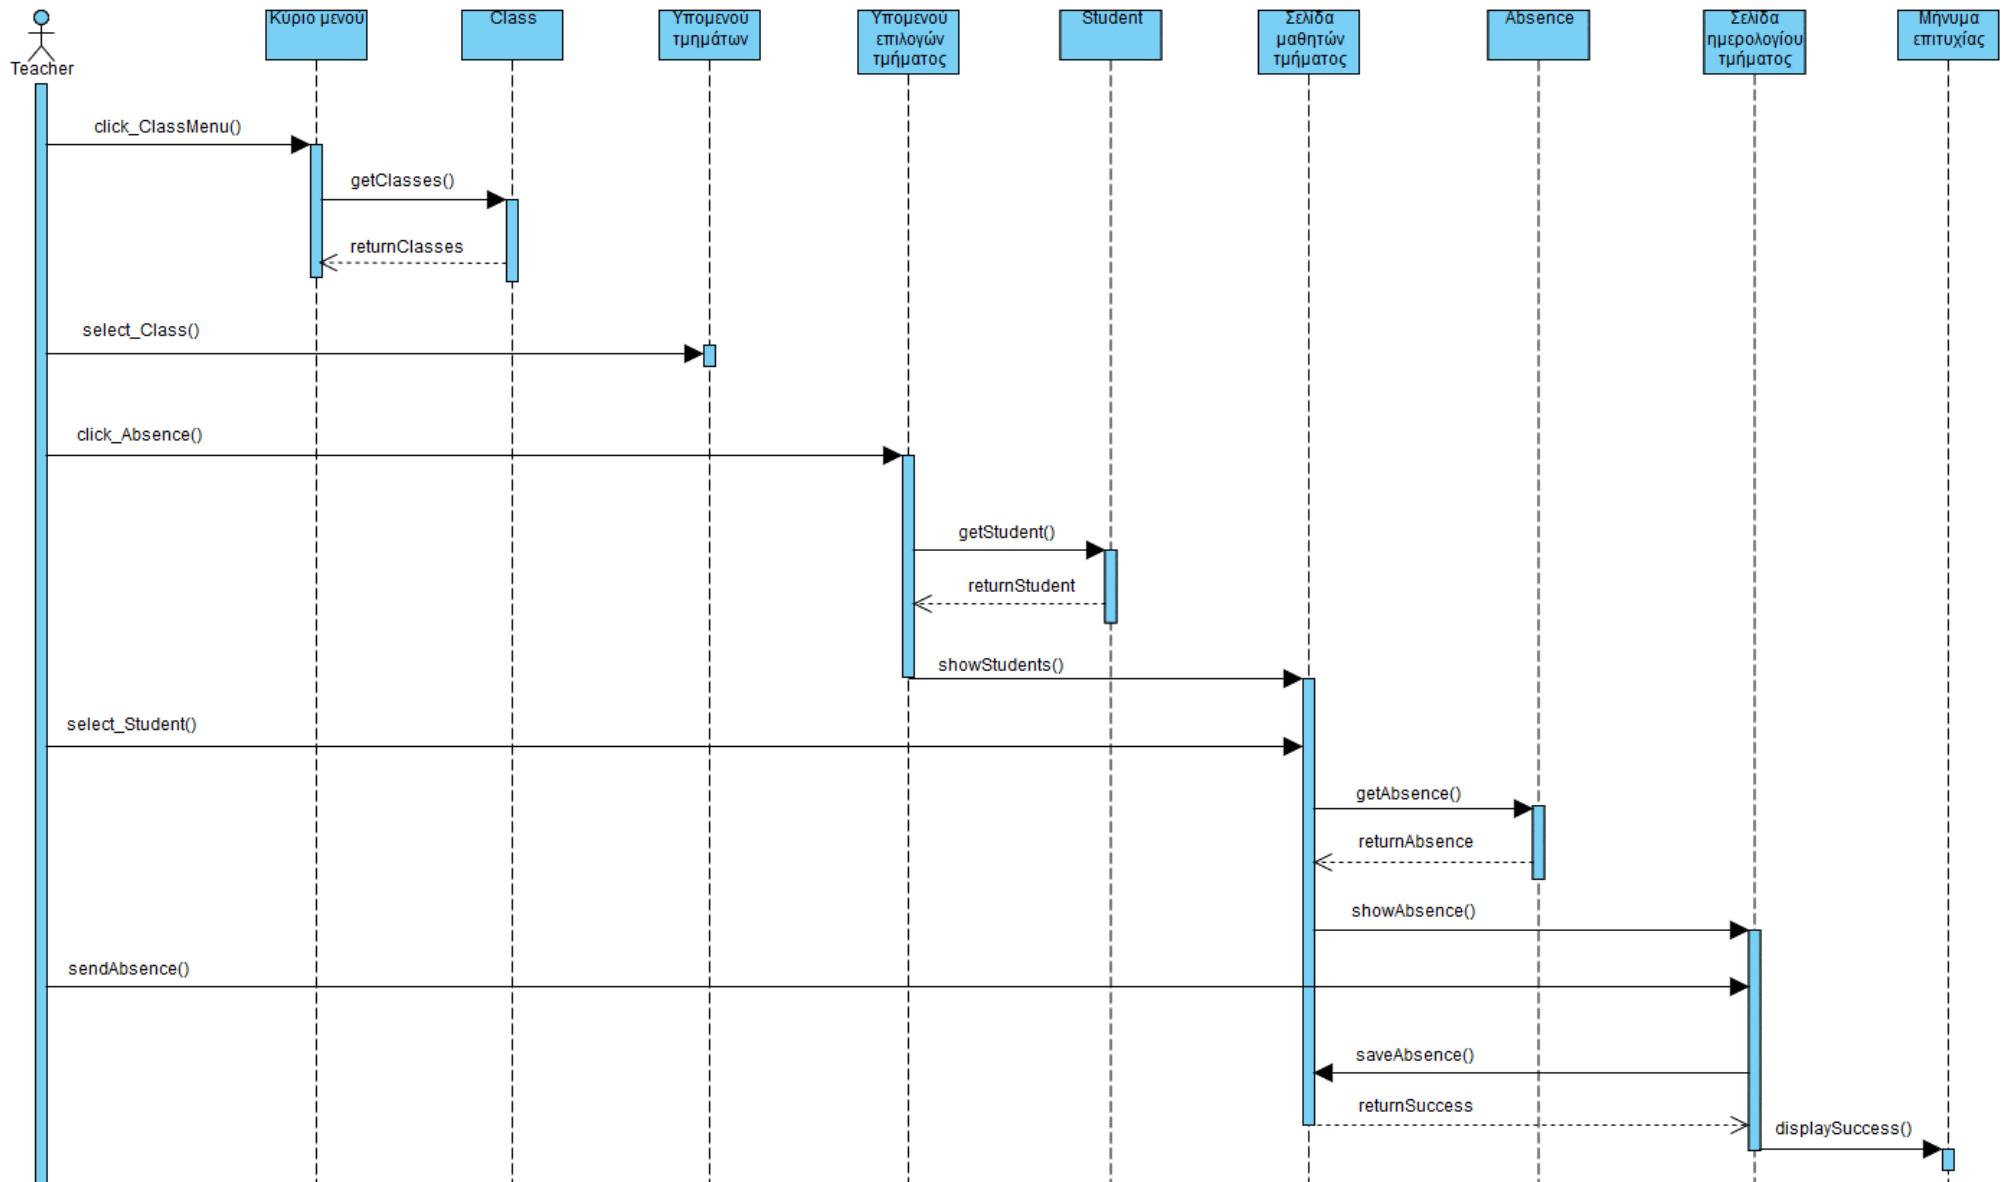 Teacher
Κύριο μενού
Class
Υπομενού
τμημάτων
Υπομενού
επιλογών
τμήματος
Student
Σελίδα
μαθητών
τμήματος
Absence
Σελίδα
ημερολογίου
τμήματος
Μήνυμα
επιτυχίας
click_ClassMenu()
getClasses()
returnClasses
select_Class()
click_Absence()
getStudent()
returnStudent
showStudents()
select_Student()
getAbsence()
returnAbsence
showAbsence()
sendAbsence()
saveAbsence()
returnSuccess
displaySuccess()